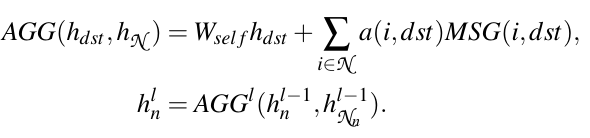 AGG(h_{dst}, h_{\mathcal{N}}) = W_{self} h_{dst} + \sum_{i \in \mathcal{N}} a(i, dst) MSG(i, dst),
h_n^l = AGG^l(h_n^{l-1}, h_{\mathcal{N}_n}^{l-1}).